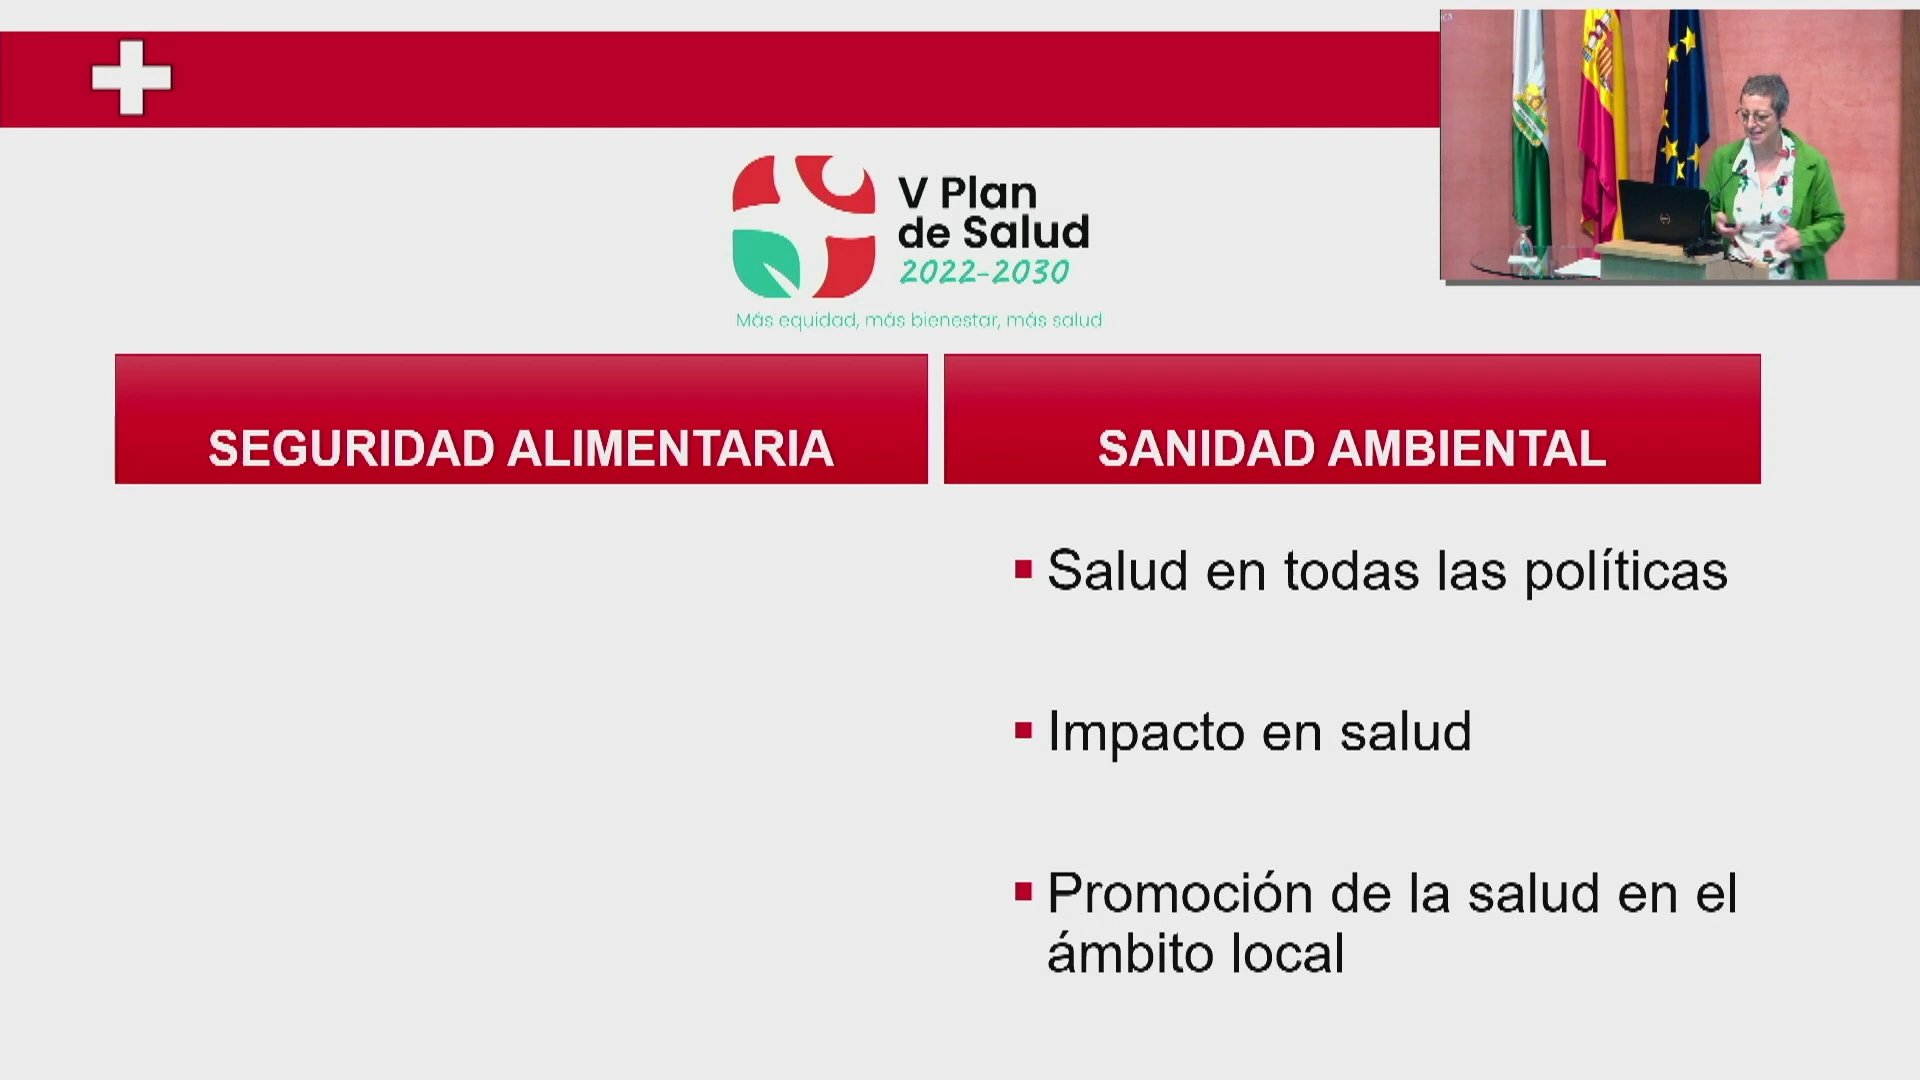 V Plan
de Salud
2022-2030
Más equidad, más bienestar, más salud
SEGURIDAD ALIMENTARIA
SANIDAD AMBIENTAL
Salud en todas las políticas
Impacto en salud
Promoción de la salud en el
ámbito local